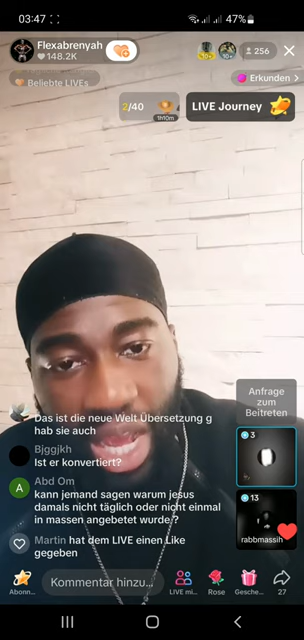 03:47
47%
Flexabrenyah
148.2K
256
Beliebte LIVEs
Erkunden >
2/40
1h10m
LIVE Journey
Anfrage
zum
Beitreten
3
13
rabbmassih
Das ist die neue Welt Übersetzung g
hab sie auch
Bjggjkh
Ist er konvertiert?
A
Abd Om
kann jemand sagen warum jesus
damals nicht täglich oder nicht einmal
in massen angebetet wurde ?
Martin hat dem LIVE einen Like
gegeben
Abonn...
Kommentar hinzu...
LIVE mi...
Rose
Gesche...
27